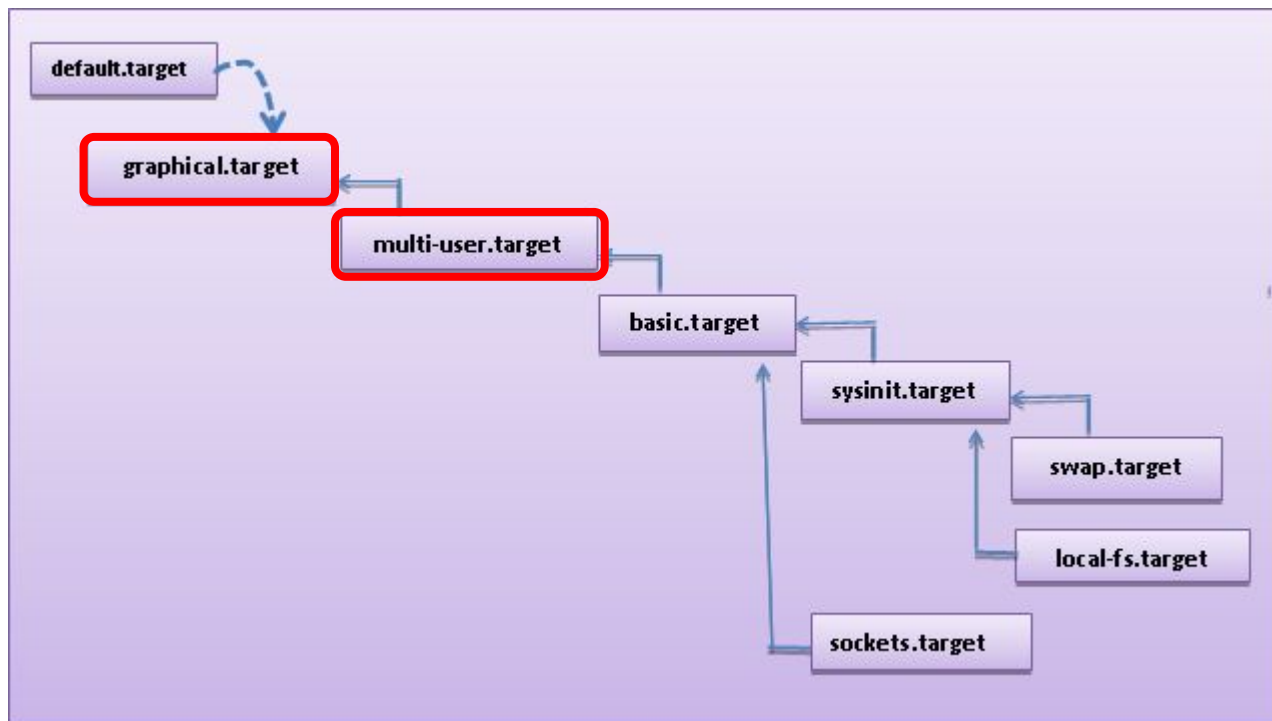 default.target
graphical.target
multi-user.target
basic.target
sysinit.target
swap.target
local-fs.target
sockets.target